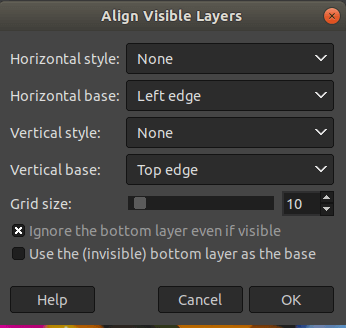 Align Visible Layers
Horizontal style: None
Horizontal base: Left edge
Vertical style: None
Vertical base: Top edge
Grid size: 10
Ignore the bottom layer even if visible
Use the (invisible) bottom layer as the base
Help Cancel OK